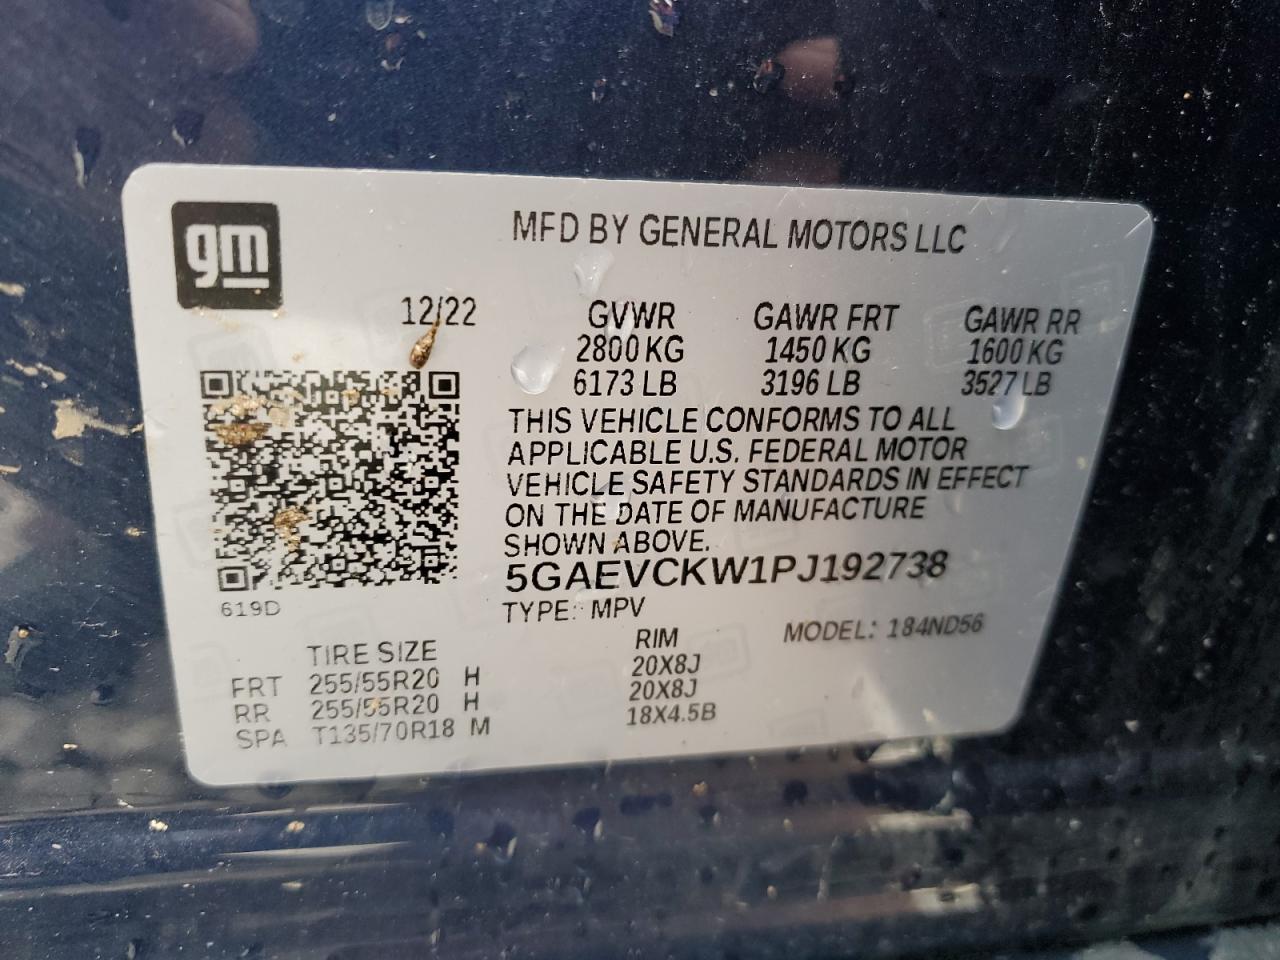 gm
MFD BY GENERAL MOTORS LLC
12/22 GVWR GAWR FRT GAWR RR
2800 KG 1450 KG 1600 KG
6173 LB 3196 LB 3527 LB
THIS VEHICLE CONFORMS TO ALL
APPLICABLE U.S. FEDERAL MOTOR
VEHICLE SAFETY STANDARDS IN EFFECT
ON THE DATE OF MANUFACTURE
SHOWN ABOVE.
5GAEVCKW1PJ192738
619D
TYPE: MPV MODEL: 184ND56
TIRE SIZE RIM
FRT 255/55R20 H 20X8J
RR 255/55R20 H 20X8J
SPA T135/70R18 M 18X4.5B